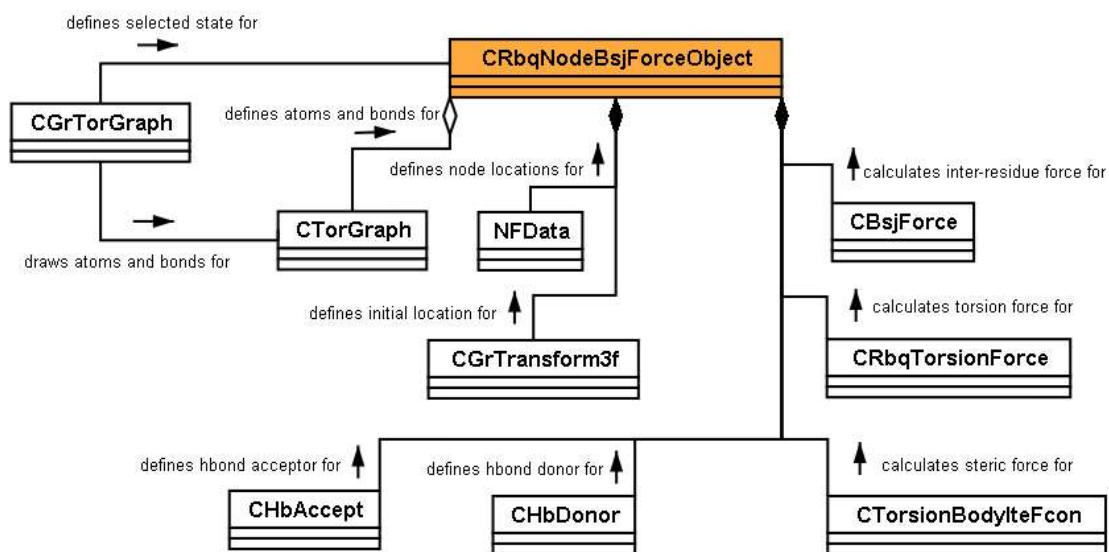 defines selected state for
CRbqNodeBsjForceObject
CGrTorGraph
defines atoms and bonds for
defines node locations for
calculates inter-residue force for
CTorGraph
NFData
CBsjForce
draws atoms and bonds for
defines initial location for
calculates torsion force for
CGrTransform3f
CRbqTorsionForce
defines hbond acceptor for
defines hbond donor for
calculates steric force for
CHbAccept
CHbDonor
CTorsionBodyIteFcon